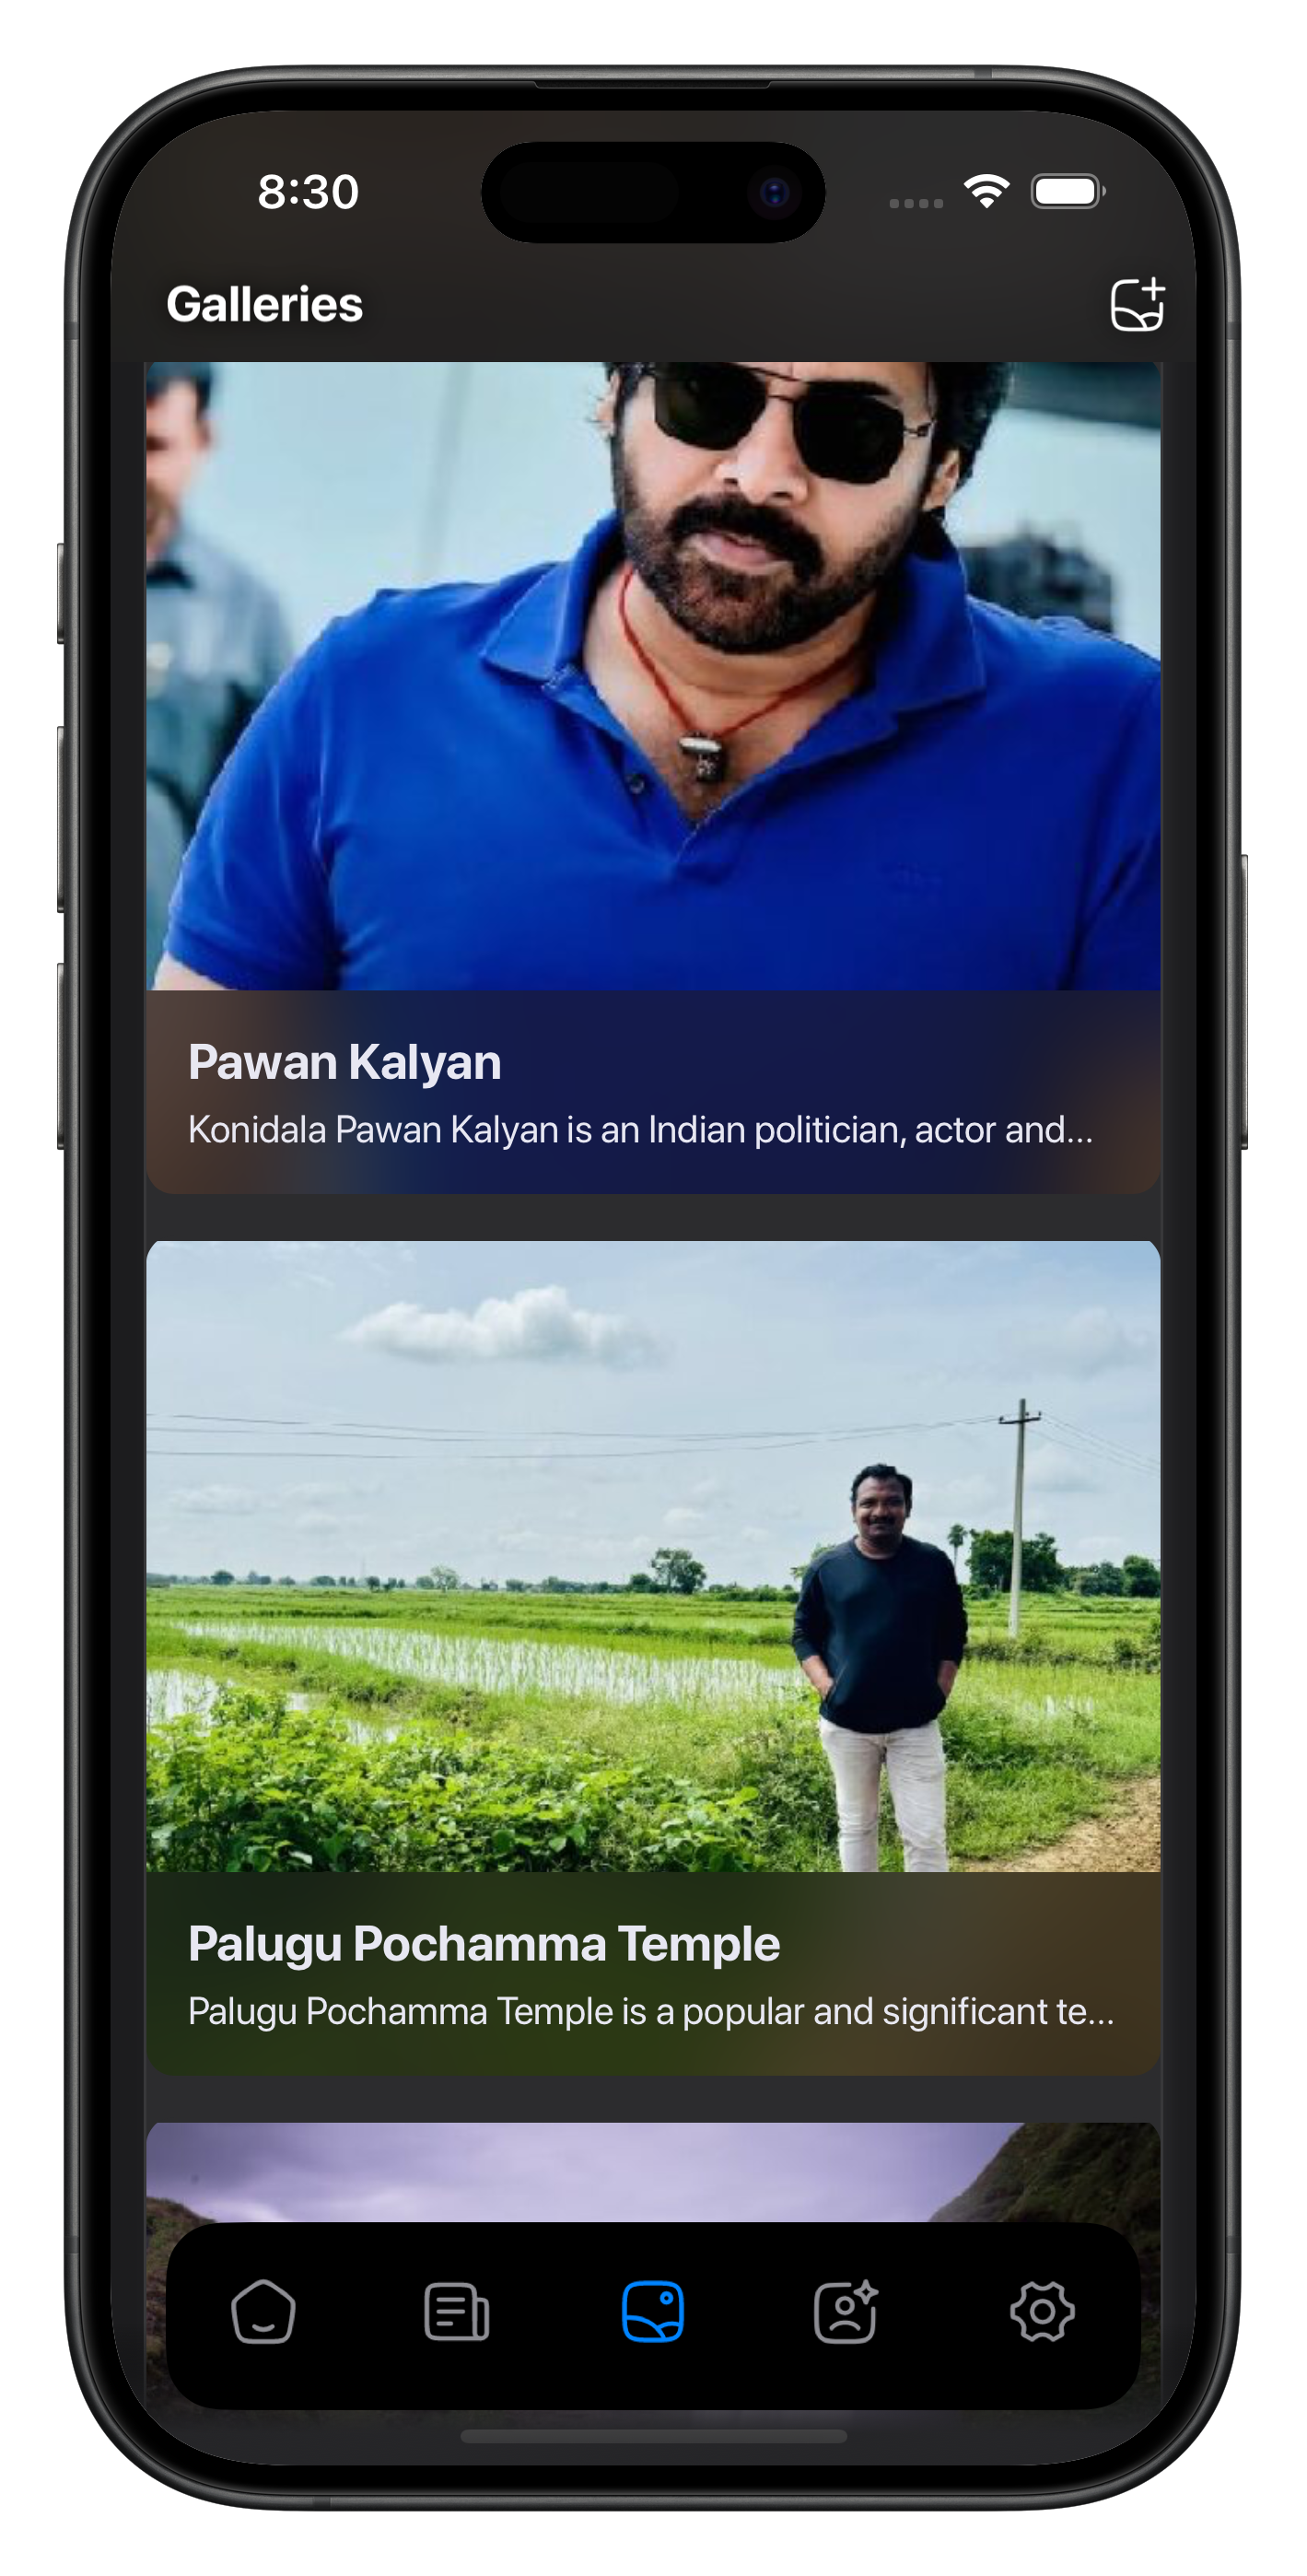 8:30
Galleries
Pawan Kalyan
Konidala Pawan Kalyan is an Indian politician, actor and...
Palugu Pochamma Temple
Palugu Pochamma Temple is a popular and significant te...